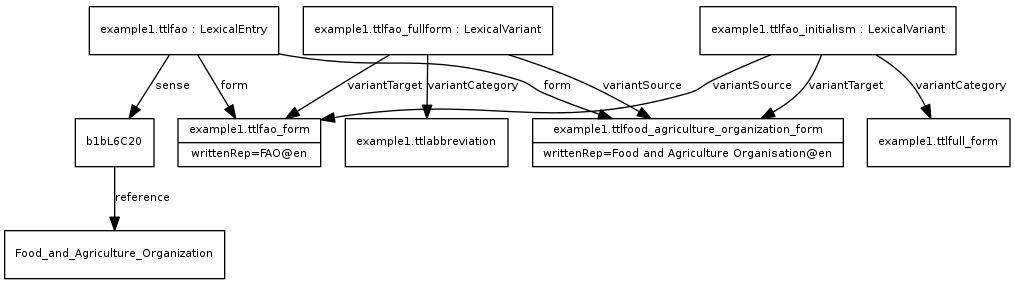 example1.ttlfao : LexicalEntry
example1.ttlfao_fullform : LexicalVariant
example1.ttlfao_initialism : LexicalVariant
sense
form
variantTarget
variantCategory
form
variantSource
variantSource
variantTarget
variantCategory
b1bL6C20
example1.ttlfao_form
writtenRep=FAO@en
example1.ttlabbreviation
example1.ttlfood_agriculture_organization_form
writtenRep=Food and Agriculture Organisation@en
example1.ttlfull_form
reference
Food_and_Agriculture_Organization